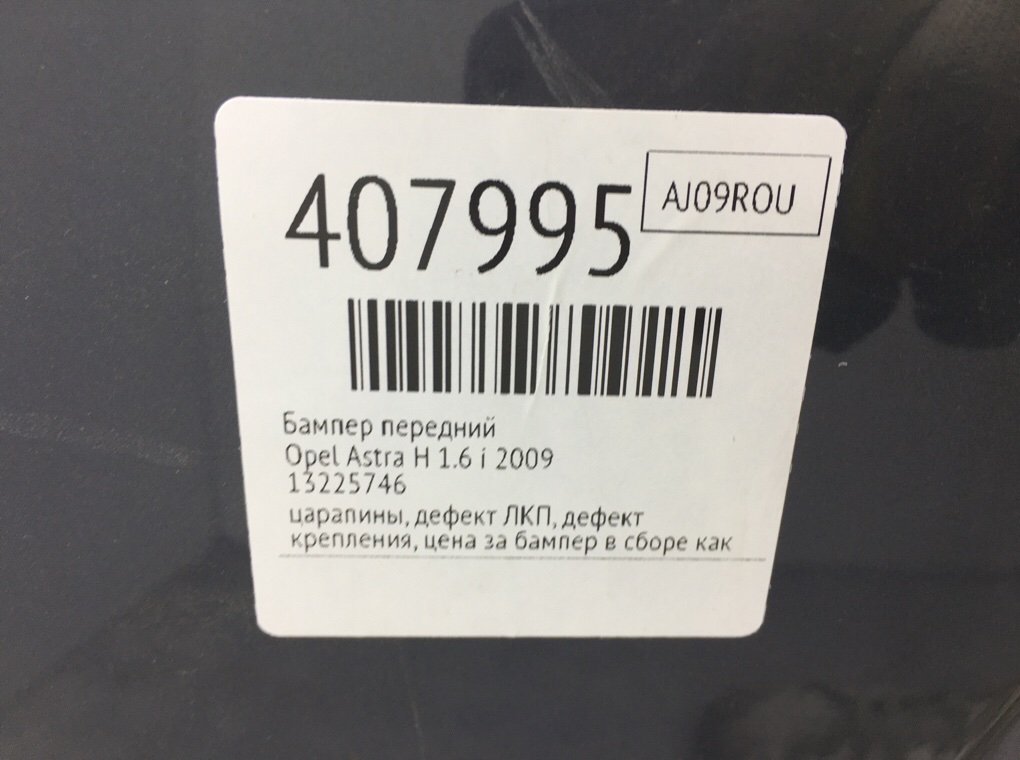 407995
AJ09ROU
Бампер передний
Opel Astra H 1.6 i 2009
13225746
царапины, дефект ЛКП, дефект
крепления, цена за бампер в сборе как